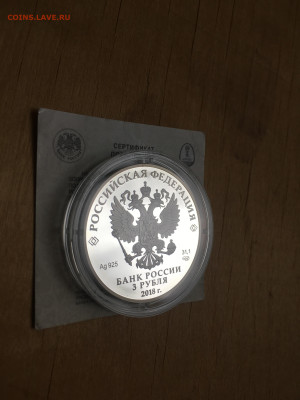 COINS.LAVE.RU
СЕРТИФИКАТ
РОССИЙСКАЯ ФЕДЕРАЦИЯ
Ag 925
31,1
БАНК РОССИИ
3 РУБЛЯ
2018 г.